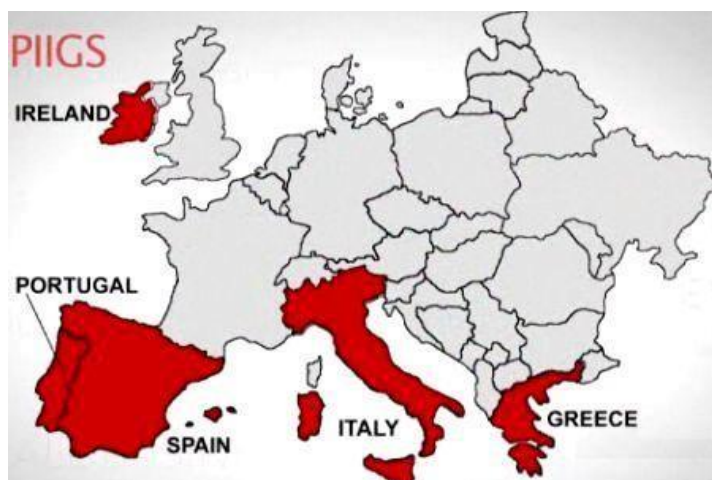 PIIGS
IRELAND
PORTUGAL
SPAIN
ITALY
GREECE